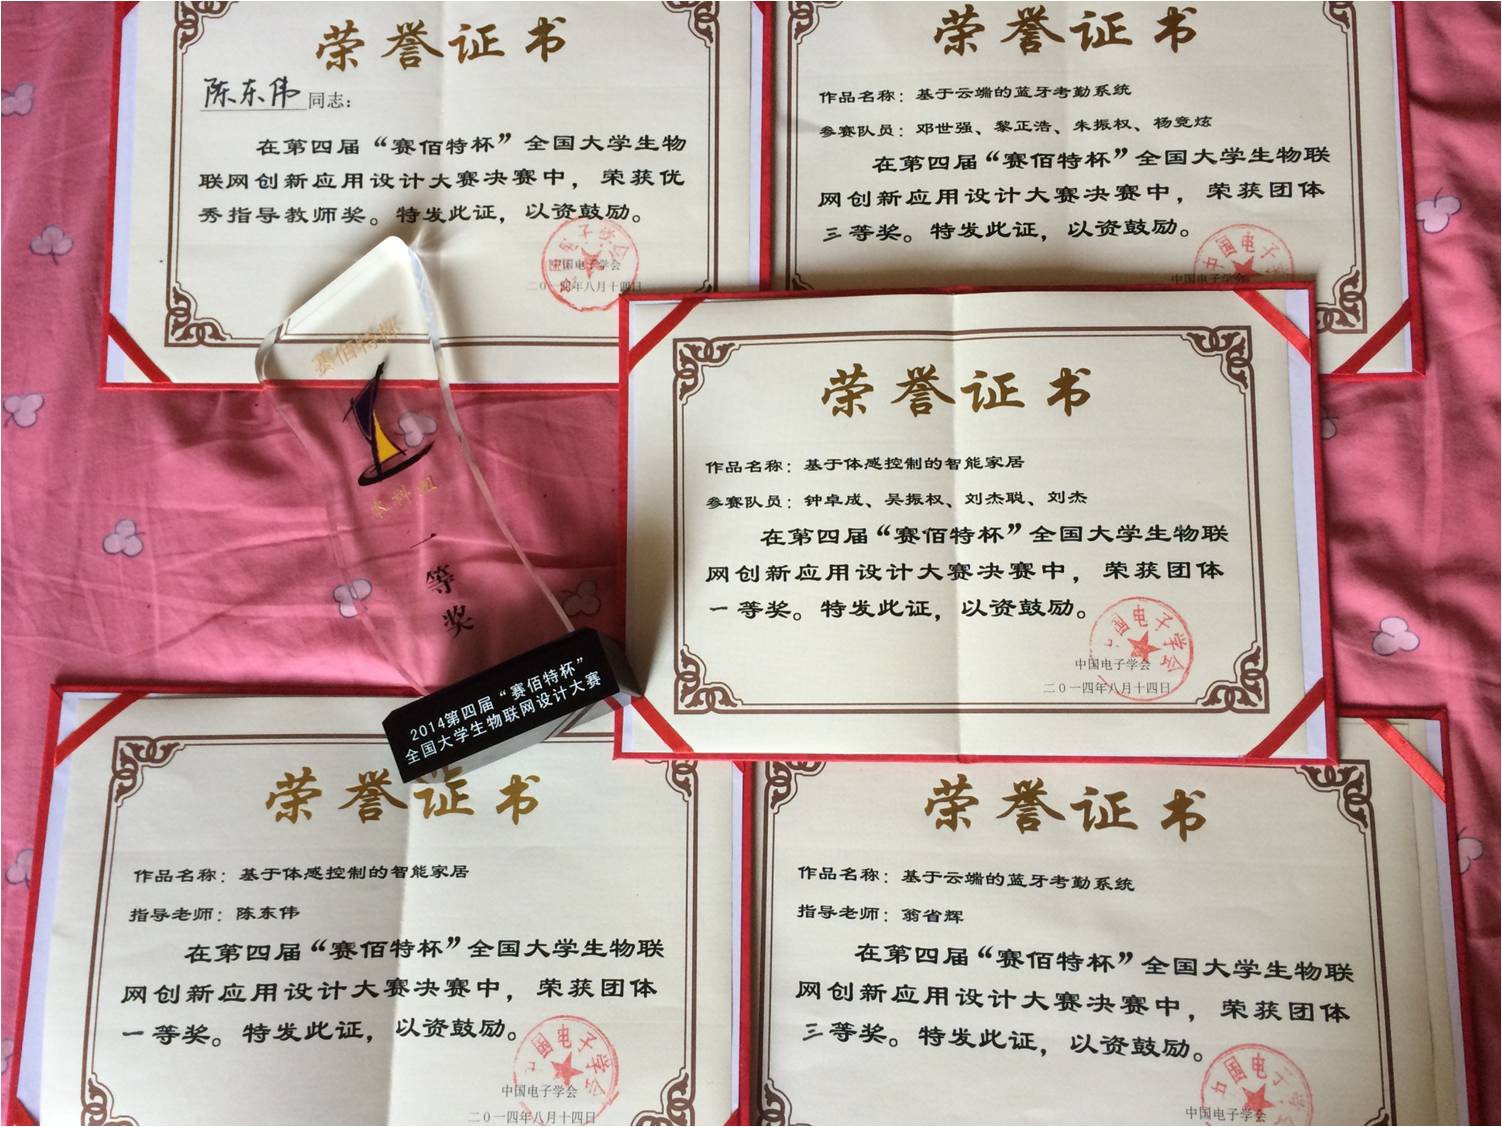 荣誉证书
陈东伟同志：
在第四届“赛佰特杯”全国大学生物
联网创新应用设计大赛决赛中，荣获优
秀指导教师奖。特发此证，以资鼓励。
中国电子学会
二〇一四年八月十四日
荣誉证书
作品名称：基于云端的蓝牙考勤系统
参赛队员：邓世强、黎正浩、朱振权、杨竞炫
在第四届“赛佰特杯”全国大学生物联
网创新应用设计大赛决赛中，荣获团体
三等奖。特发此证，以资鼓励。
中国电子学会
赛佰特杯
本科组
一等奖
2014第四届“赛佰特杯”
全国大学生物联网设计大赛
荣誉证书
作品名称：基于体感控制的智能家居
参赛队员：钟卓成、吴振权、刘杰聪、刘杰
在第四届“赛佰特杯”全国大学生物联
网创新应用设计大赛决赛中，荣获团体
一等奖。特发此证，以资鼓励。
中国电子学会
中国电子学会
二〇一四年八月十四日
荣誉证书
作品名称：基于体感控制的智能家居
指导老师：陈东伟
在第四届“赛佰特杯”全国大学生物联
网创新应用设计大赛决赛中，荣获团体
一等奖。特发此证，以资鼓励。
中国电子学会
中国电子学会
二〇一四年八月十四日
荣誉证书
作品名称：基于云端的蓝牙考勤系统
指导老师：翁省辉
在第四届“赛佰特杯”全国大学生物联
网创新应用设计大赛决赛中，荣获团体
三等奖。特发此证，以资鼓励。
中国电子学会
中国电子学会